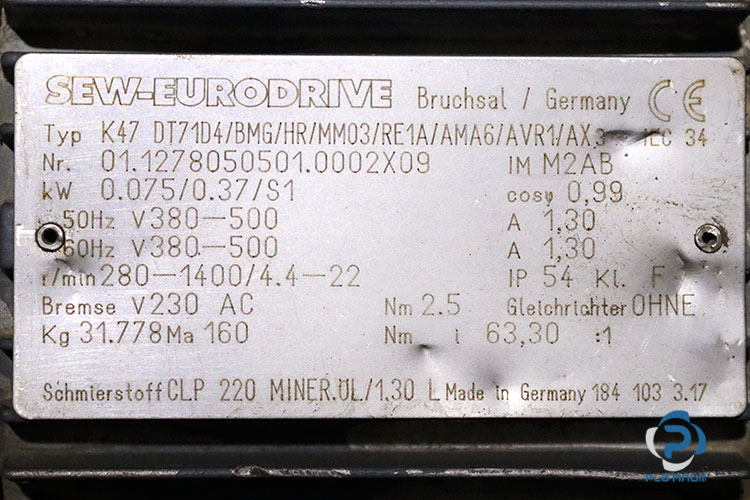 SEW-EURODRIVE Bruchsal / Germany CE
Typ K47 DT71D4/BMG/HR/MM03/RE1A/AMA6/AVR1/AX3 IEC 34
Nr. 01.1278050501.0002X09 IM M2AB
kW 0.075/0.37/S1 cosφ 0,99
50Hz V380-500 A 1,30
60Hz V380-500 A 1,30
r/min 280-1400/4.4-22 IP 54 Kl. F
Bremse V230 AC Nm 2.5 Gleichrichter OHNE
Kg 31.778 Ma 160 Nm i 63,30 :1
Schmierstoff CLP 220 MINER.ÖL/1,30 L Made in Germany 184 103 3.17